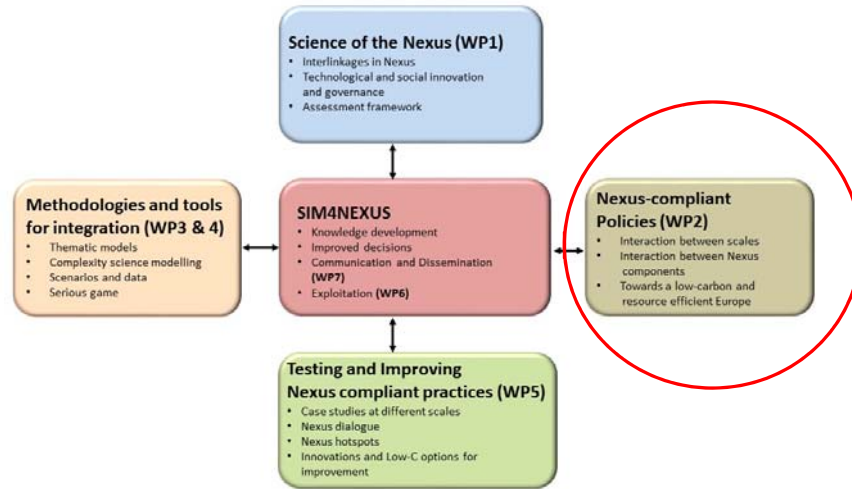 Science of the Nexus (WP1)
• Interlinkages in Nexus
• Technological and social innovation
and governance
• Assessment framework
Methodologies and tools
for integration (WP3 & 4)
• Thematic models
• Complexity science modelling
• Scenarios and data
• Serious game
SIM4NEXUS
• Knowledge development
• Improved decisions
• Communication and Dissemination
(WP7)
• Exploitation (WP6)
Nexus-compliant
Policies (WP2)
• Interaction between scales
• Interaction between Nexus
components
• Towards a low-carbon and
resource efficient Europe
Testing and Improving
Nexus compliant practices (WP5)
• Case studies at different scales
• Nexus dialogue
• Nexus hotspots
• Innovations and Low-C options for
improvement